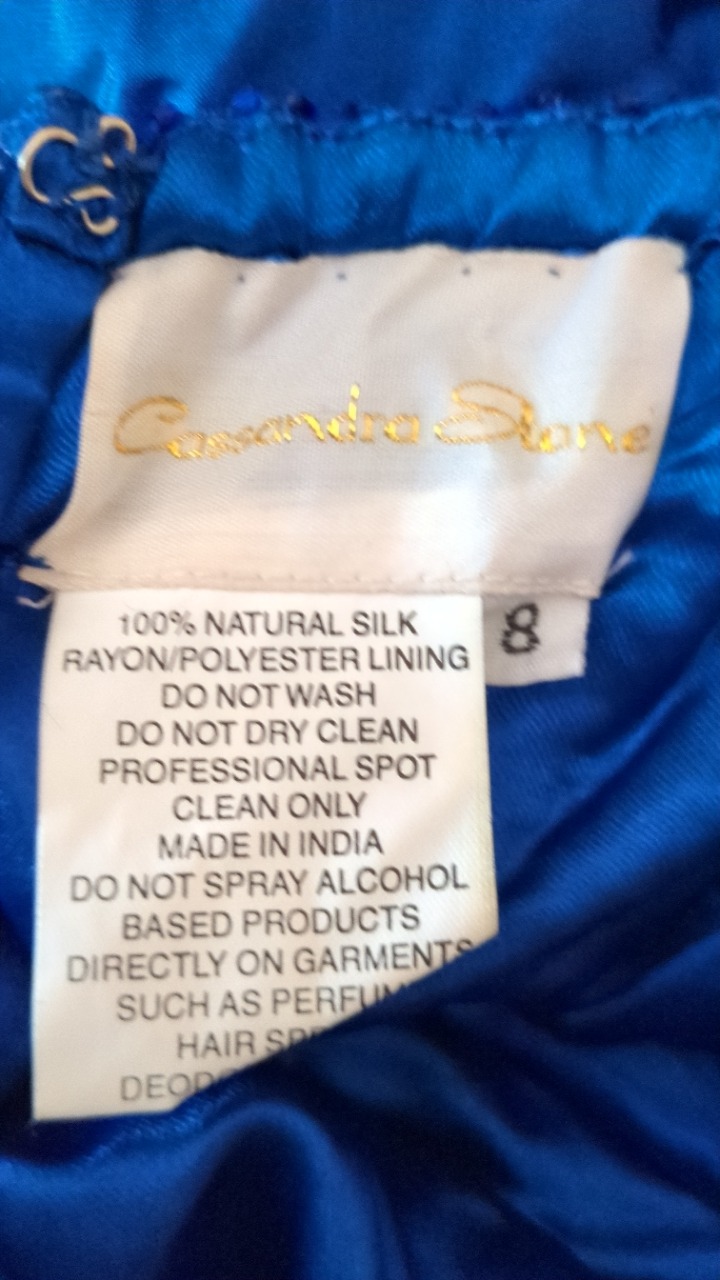 Cassandra Stone
8
100% NATURAL SILK
RAYON/POLYESTER LINING
DO NOT WASH
DO NOT DRY CLEAN
PROFESSIONAL SPOT
CLEAN ONLY
MADE IN INDIA
DO NOT SPRAY ALCOHOL
BASED PRODUCTS
DIRECTLY ON GARMENTS
SUCH AS
HAIR